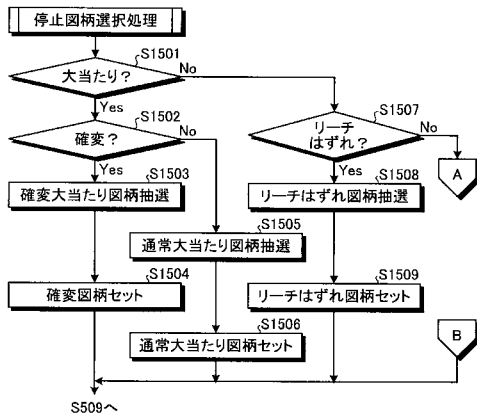 停止図柄選択処理
S1501
大当たり?
No
Yes
S1502
確変?
No
Yes
S1507
リーチ
はずれ?
No
Yes
A
S1503
確変大当たり図柄抽選
S1508
リーチはずれ図柄抽選
S1505
通常大当たり図柄抽選
S1504
確変図柄セット
S1509
リーチはずれ図柄セット
S1506
通常大当たり図柄セット
B
S509へ